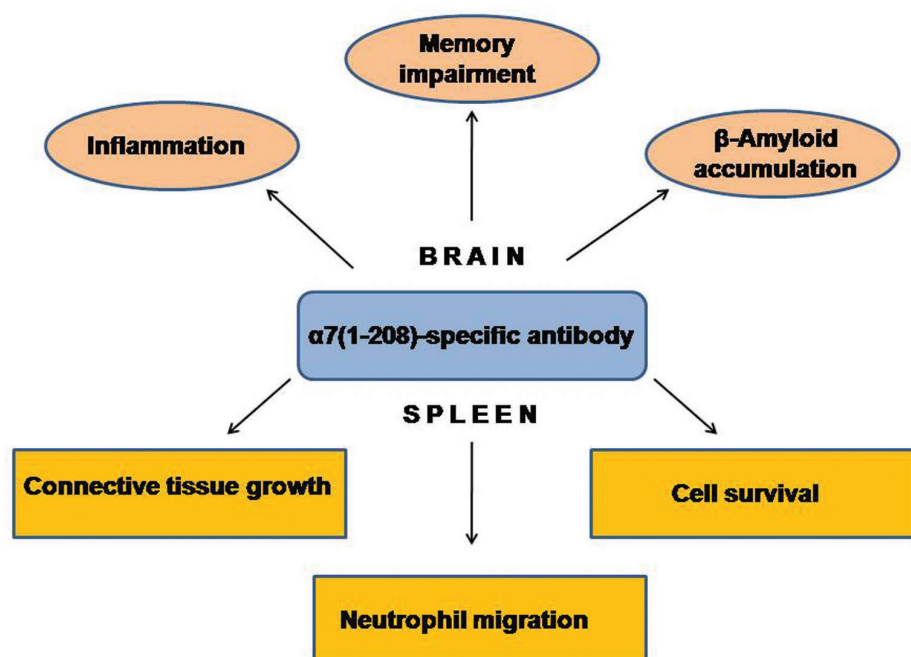 Memory
impairment
Inflammation
β-Amyloid
accumulation
BRAIN
α7(1-208)-specific antibody
SPLEEN
Connective tissue growth
Cell survival
Neutrophil migration